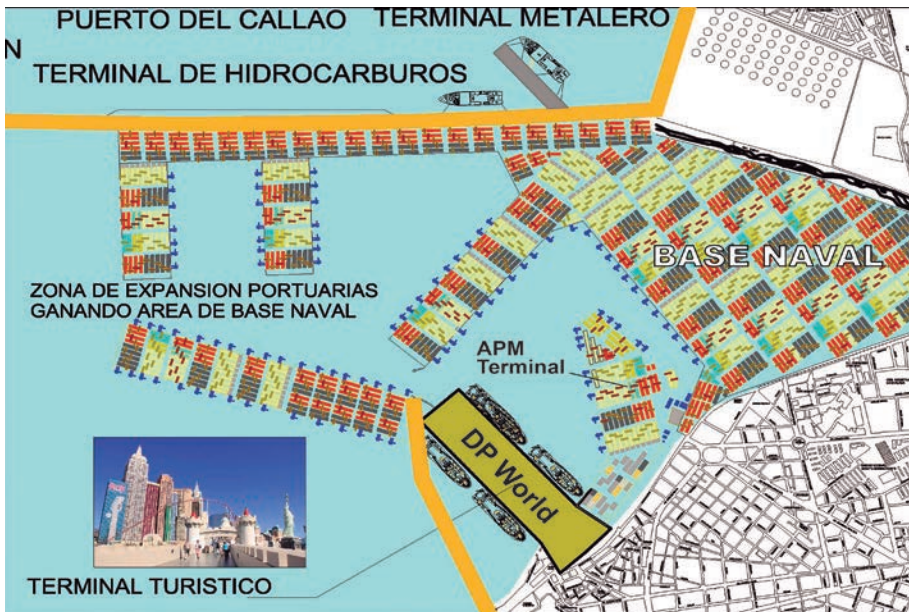 PUERTO DEL CALLAO
TERMINAL METALERO
N
TERMINAL DE HIDROCARBUROS
BASE NAVAL
ZONA DE EXPANSION PORTUARIAS
GANANDO AREA DE BASE NAVAL
APM
Terminal
DP World
TERMINAL TURISTICO